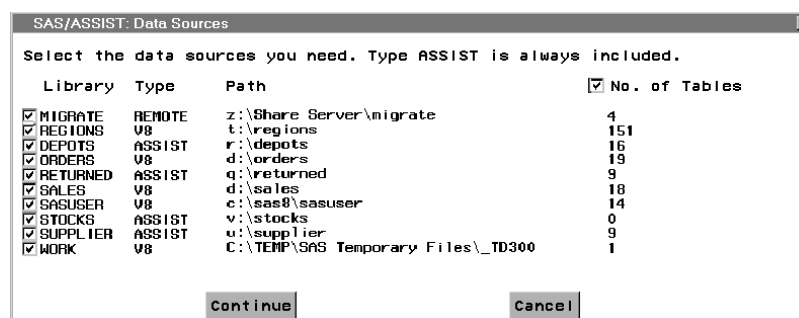 SAS/ASSIST: Data Sources
Select the data sources you need. Type ASSIST is always included.
Library Type Path No. of Tables
MIGRATE REMOTE z:\Share Server\migrate 4
REGIONS V8 t:\regions 151
DEPOTS ASSIST r:\depots 16
ORDERS V8 d:\orders 19
RETURNED ASSIST q:\returned 9
SALES V8 d:\sales 18
SASUSER V8 c:\sas8\sasuser 14
STOCKS ASSIST v:\stocks 0
SUPPLIER ASSIST u:\supplier 9
WORK V8 C:\TEMP\SAS Temporary Files\_TD300 1
Continue Cancel